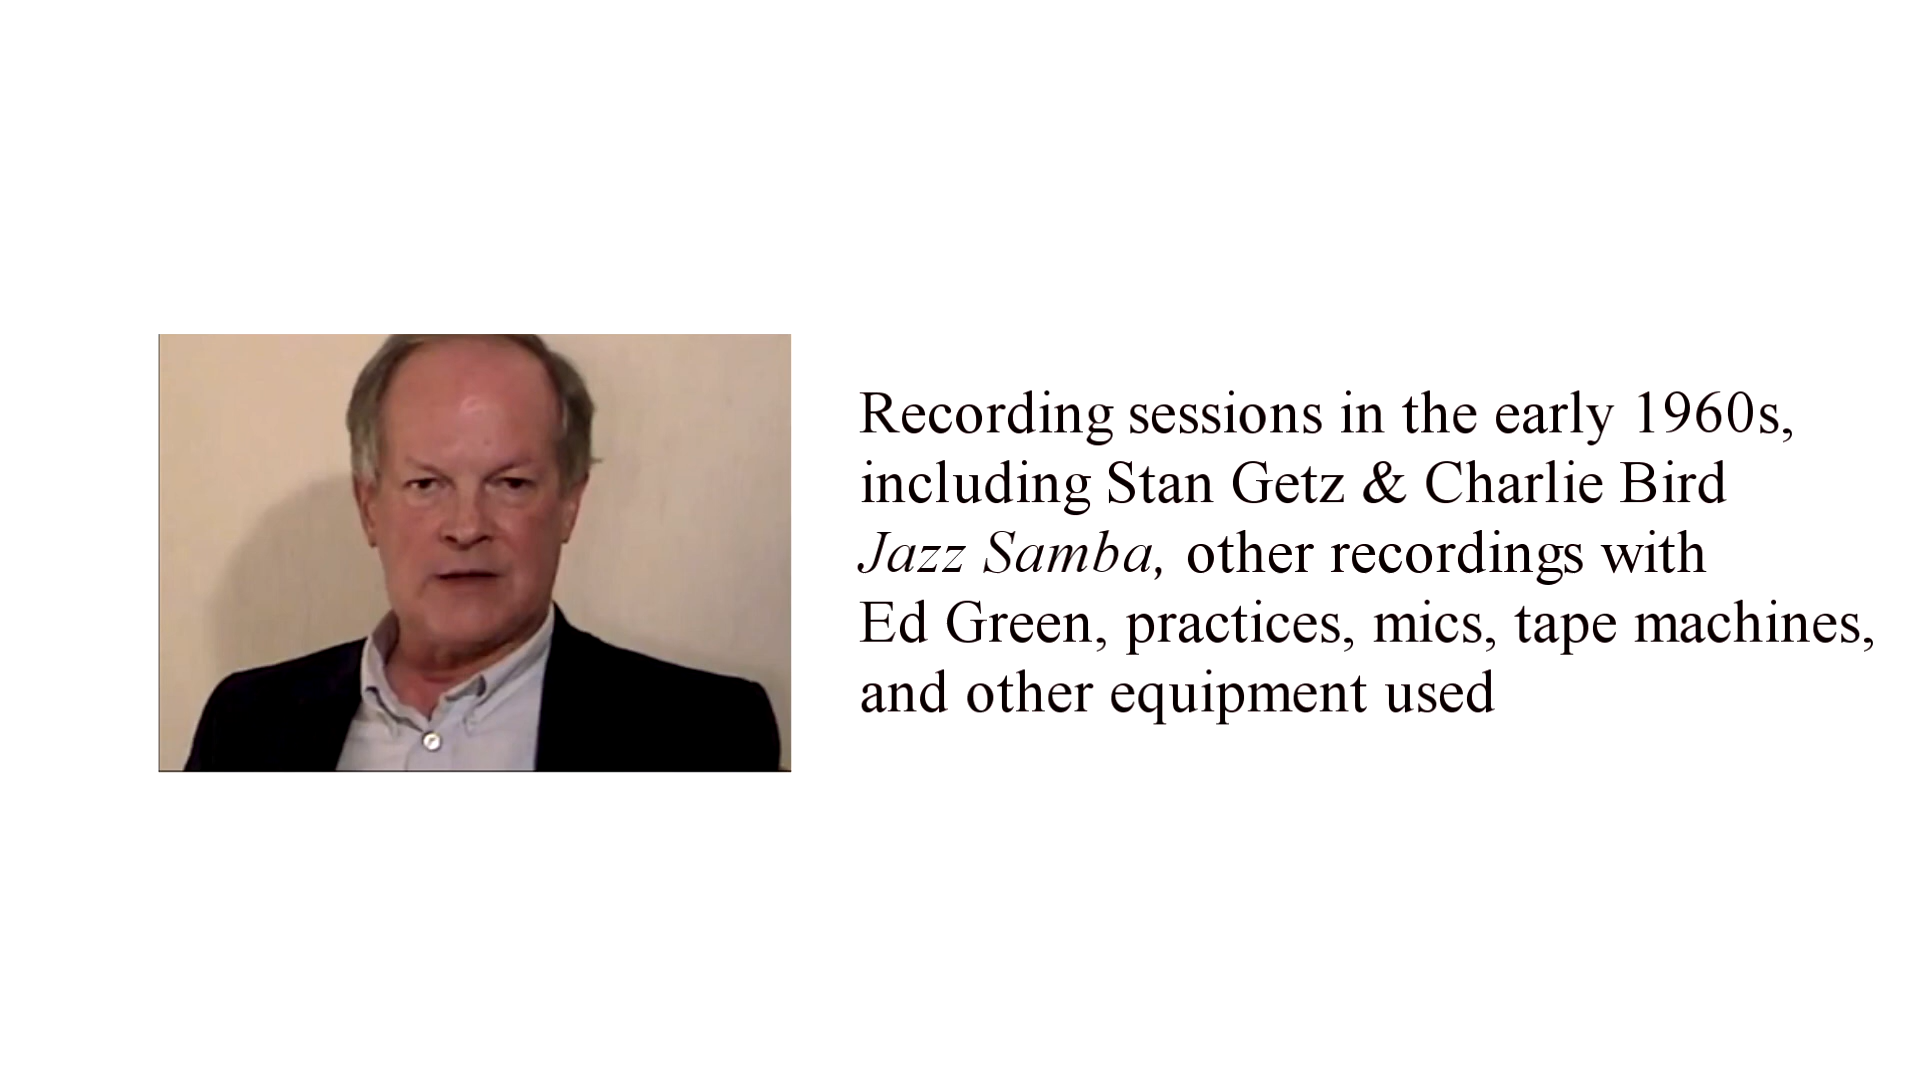 Recording sessions in the early 1960s,
including Stan Getz & Charlie Bird
Jazz Samba, other recordings with
Ed Green, practices, mics, tape machines,
and other equipment used